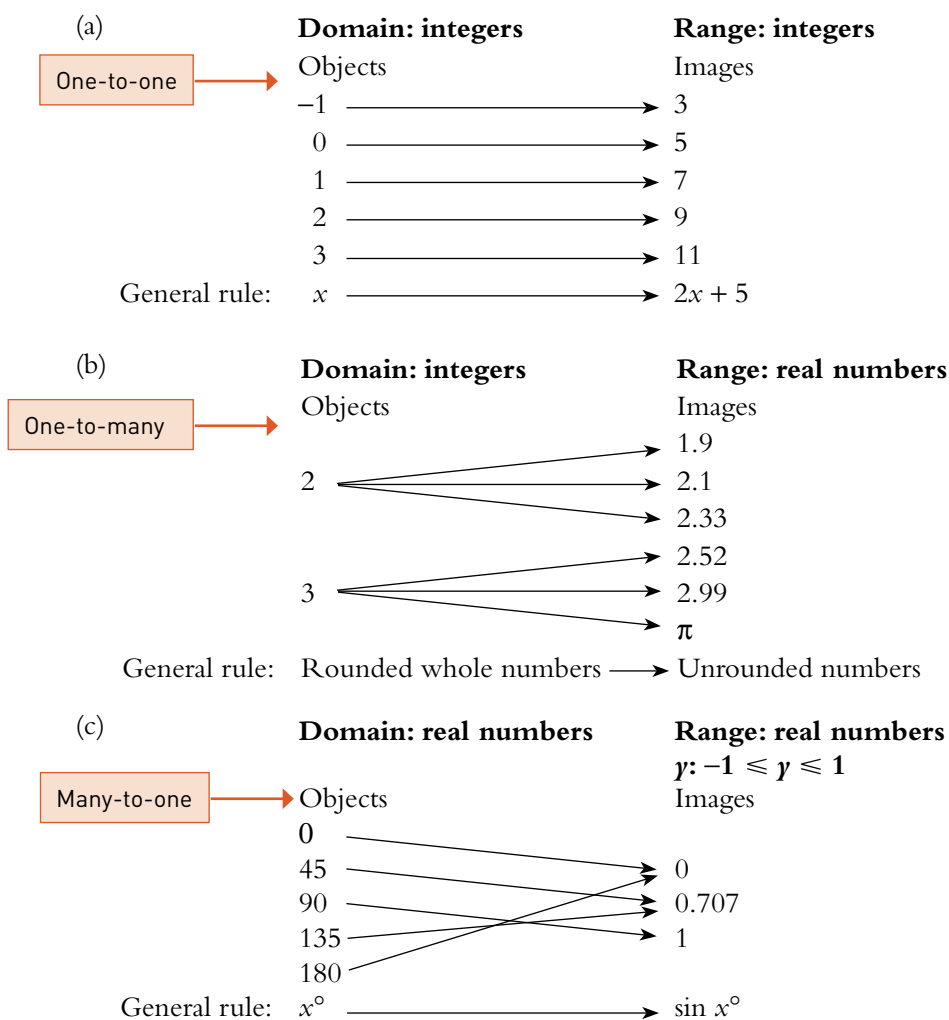 (a) Domain: integers Range: integers
One-to-one Objects Images
−1 3
0 5
1 7
2 9
3 11
General rule: x 2x + 5
(b) Domain: integers Range: real numbers
One-to-many Objects Images
1.9
2 2.1
2.33
2.52
3 2.99
π
General rule: Rounded whole numbers Unrounded numbers
(c) Domain: real numbers Range: real numbers
y: −1 ⩽ y ⩽ 1
Many-to-one Objects Images
0
45 0
90 0.707
135 1
180
General rule: x° sin x°